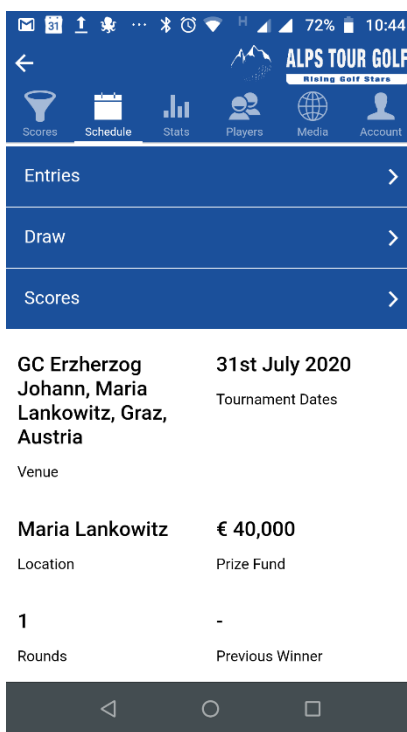 31 H 72% 10:44
ALPS TOUR GOLF
Rising Golf Stars
Scores Schedule Stats Players Media Account
Entries
Draw
Scores
GC Erzherzog
Johann, Maria
Lankowitz, Graz,
Austria
Venue
31st July 2020
Tournament Dates
Maria Lankowitz
Location
€ 40,000
Prize Fund
1
Rounds
-
Previous Winner